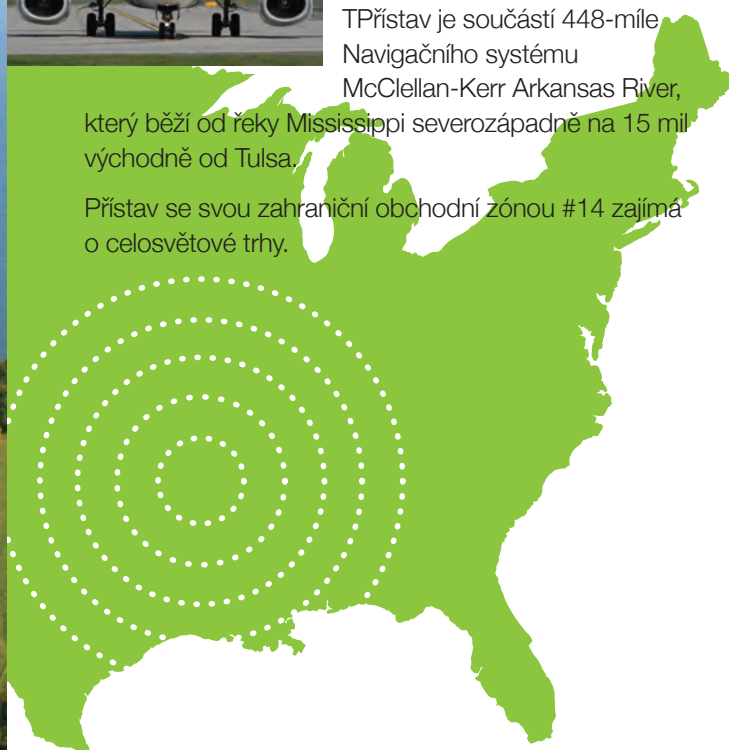 TPřístav je součástí 448-míle
Navigačního systému
McClellan-Kerr Arkansas River,
který běží od řeky Mississippi severozápadně na 15 mil
východně od Tulsa.
Přístav se svou zahraniční obchodní zónou #14 zajímá
o celosvětové trhy.